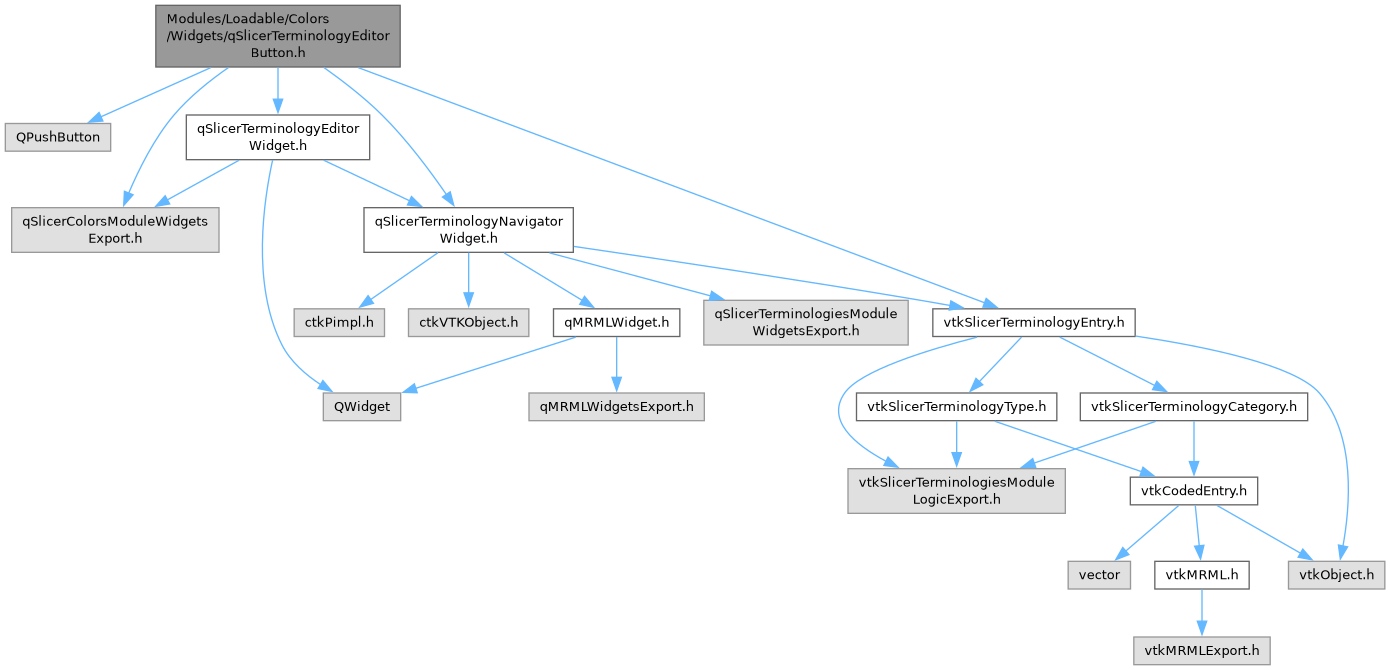 Modules/Loadable/Colors
/Widgets/qSlicerTerminologyEditor
Button.h
QPushButton
qSlicerTerminologyEditor
Widget.h
qSlicerColorsModuleWidgets
Export.h
qSlicerTerminologyNavigator
Widget.h
ctkPimpl.h
ctkVTKObject.h
qMRMLWidget.h
qSlicerTerminologiesModule
WidgetsExport.h
vtkSlicerTerminologyEntry.h
QWidget
qMRMLWidgetsExport.h
vtkSlicerTerminologyType.h
vtkSlicerTerminologyCategory.h
vtkSlicerTerminologiesModule
LogicExport.h
vtkCodedEntry.h
vector
vtkMRML.h
vtkObject.h
vtkMRMLExport.h